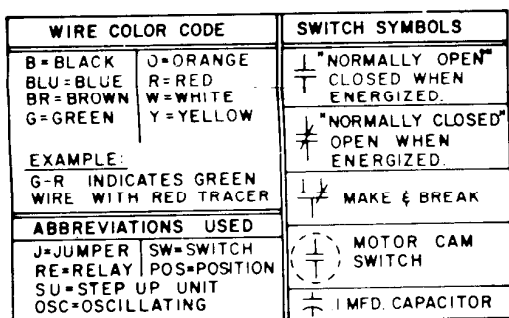 WIRE COLOR CODE
B=BLACK O=ORANGE
BLU=BLUE R=RED
BR=BROWN W=WHITE
G=GREEN Y=YELLOW
EXAMPLE:
G-R INDICATES GREEN
WIRE WITH RED TRACER
ABBREVIATIONS USED
J=JUMPER SW=SWITCH
RE=RELAY POS=POSITION
SU=STEP UP UNIT
OSC=OSCILLATING
SWITCH SYMBOLS
"NORMALLY OPEN"
CLOSED WHEN
ENERGIZED.
"NORMALLY CLOSED"
OPEN WHEN
ENERGIZED.
MAKE & BREAK
MOTOR CAM
SWITCH
.1 MFD. CAPACITOR